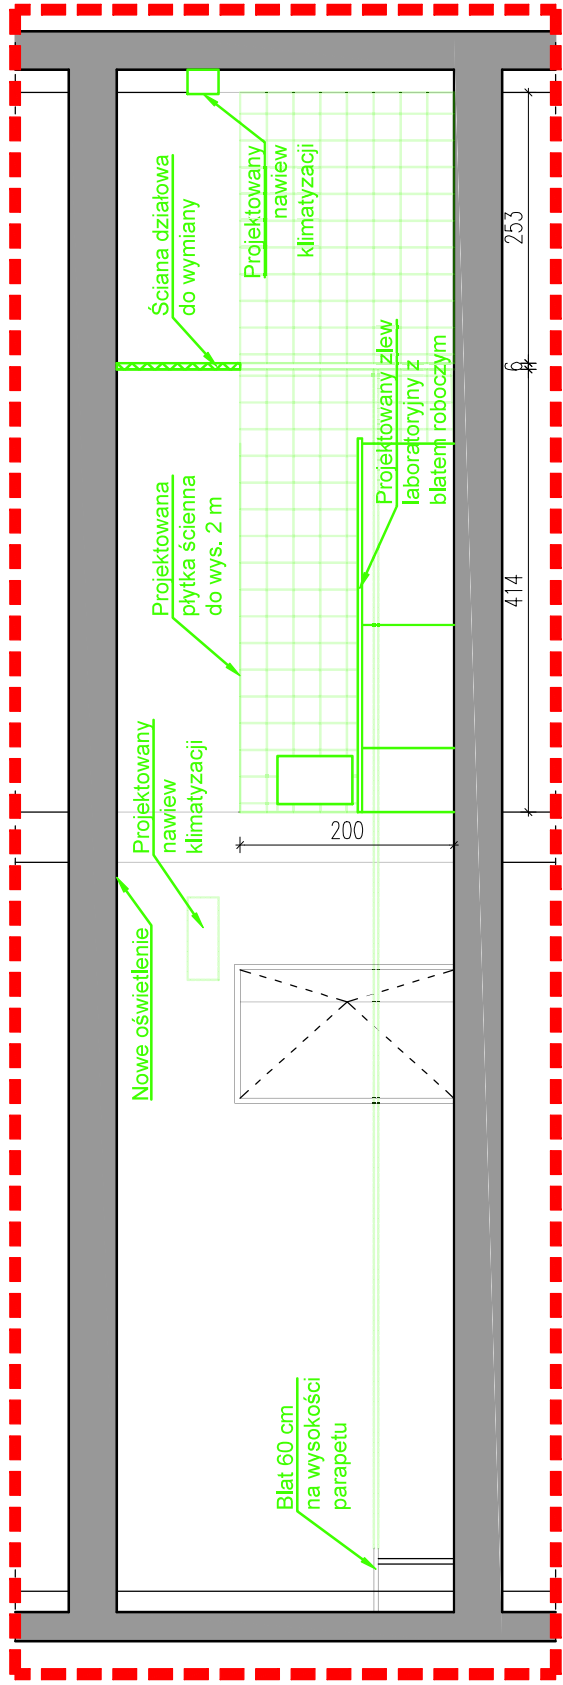 Blat 60 cm
na wysokości
parapetu
Nowe oświetlenie
Projektowany
nawiew
klimatyzacji
Projektowana
płytka ścienna
do wys. 2 m
Ściana działowa
do wymiany
Projektowany
nawiew
klimatyzacji
Projektowany zlew
laboratoryjny z
blatem roboczym
200
414
6
253